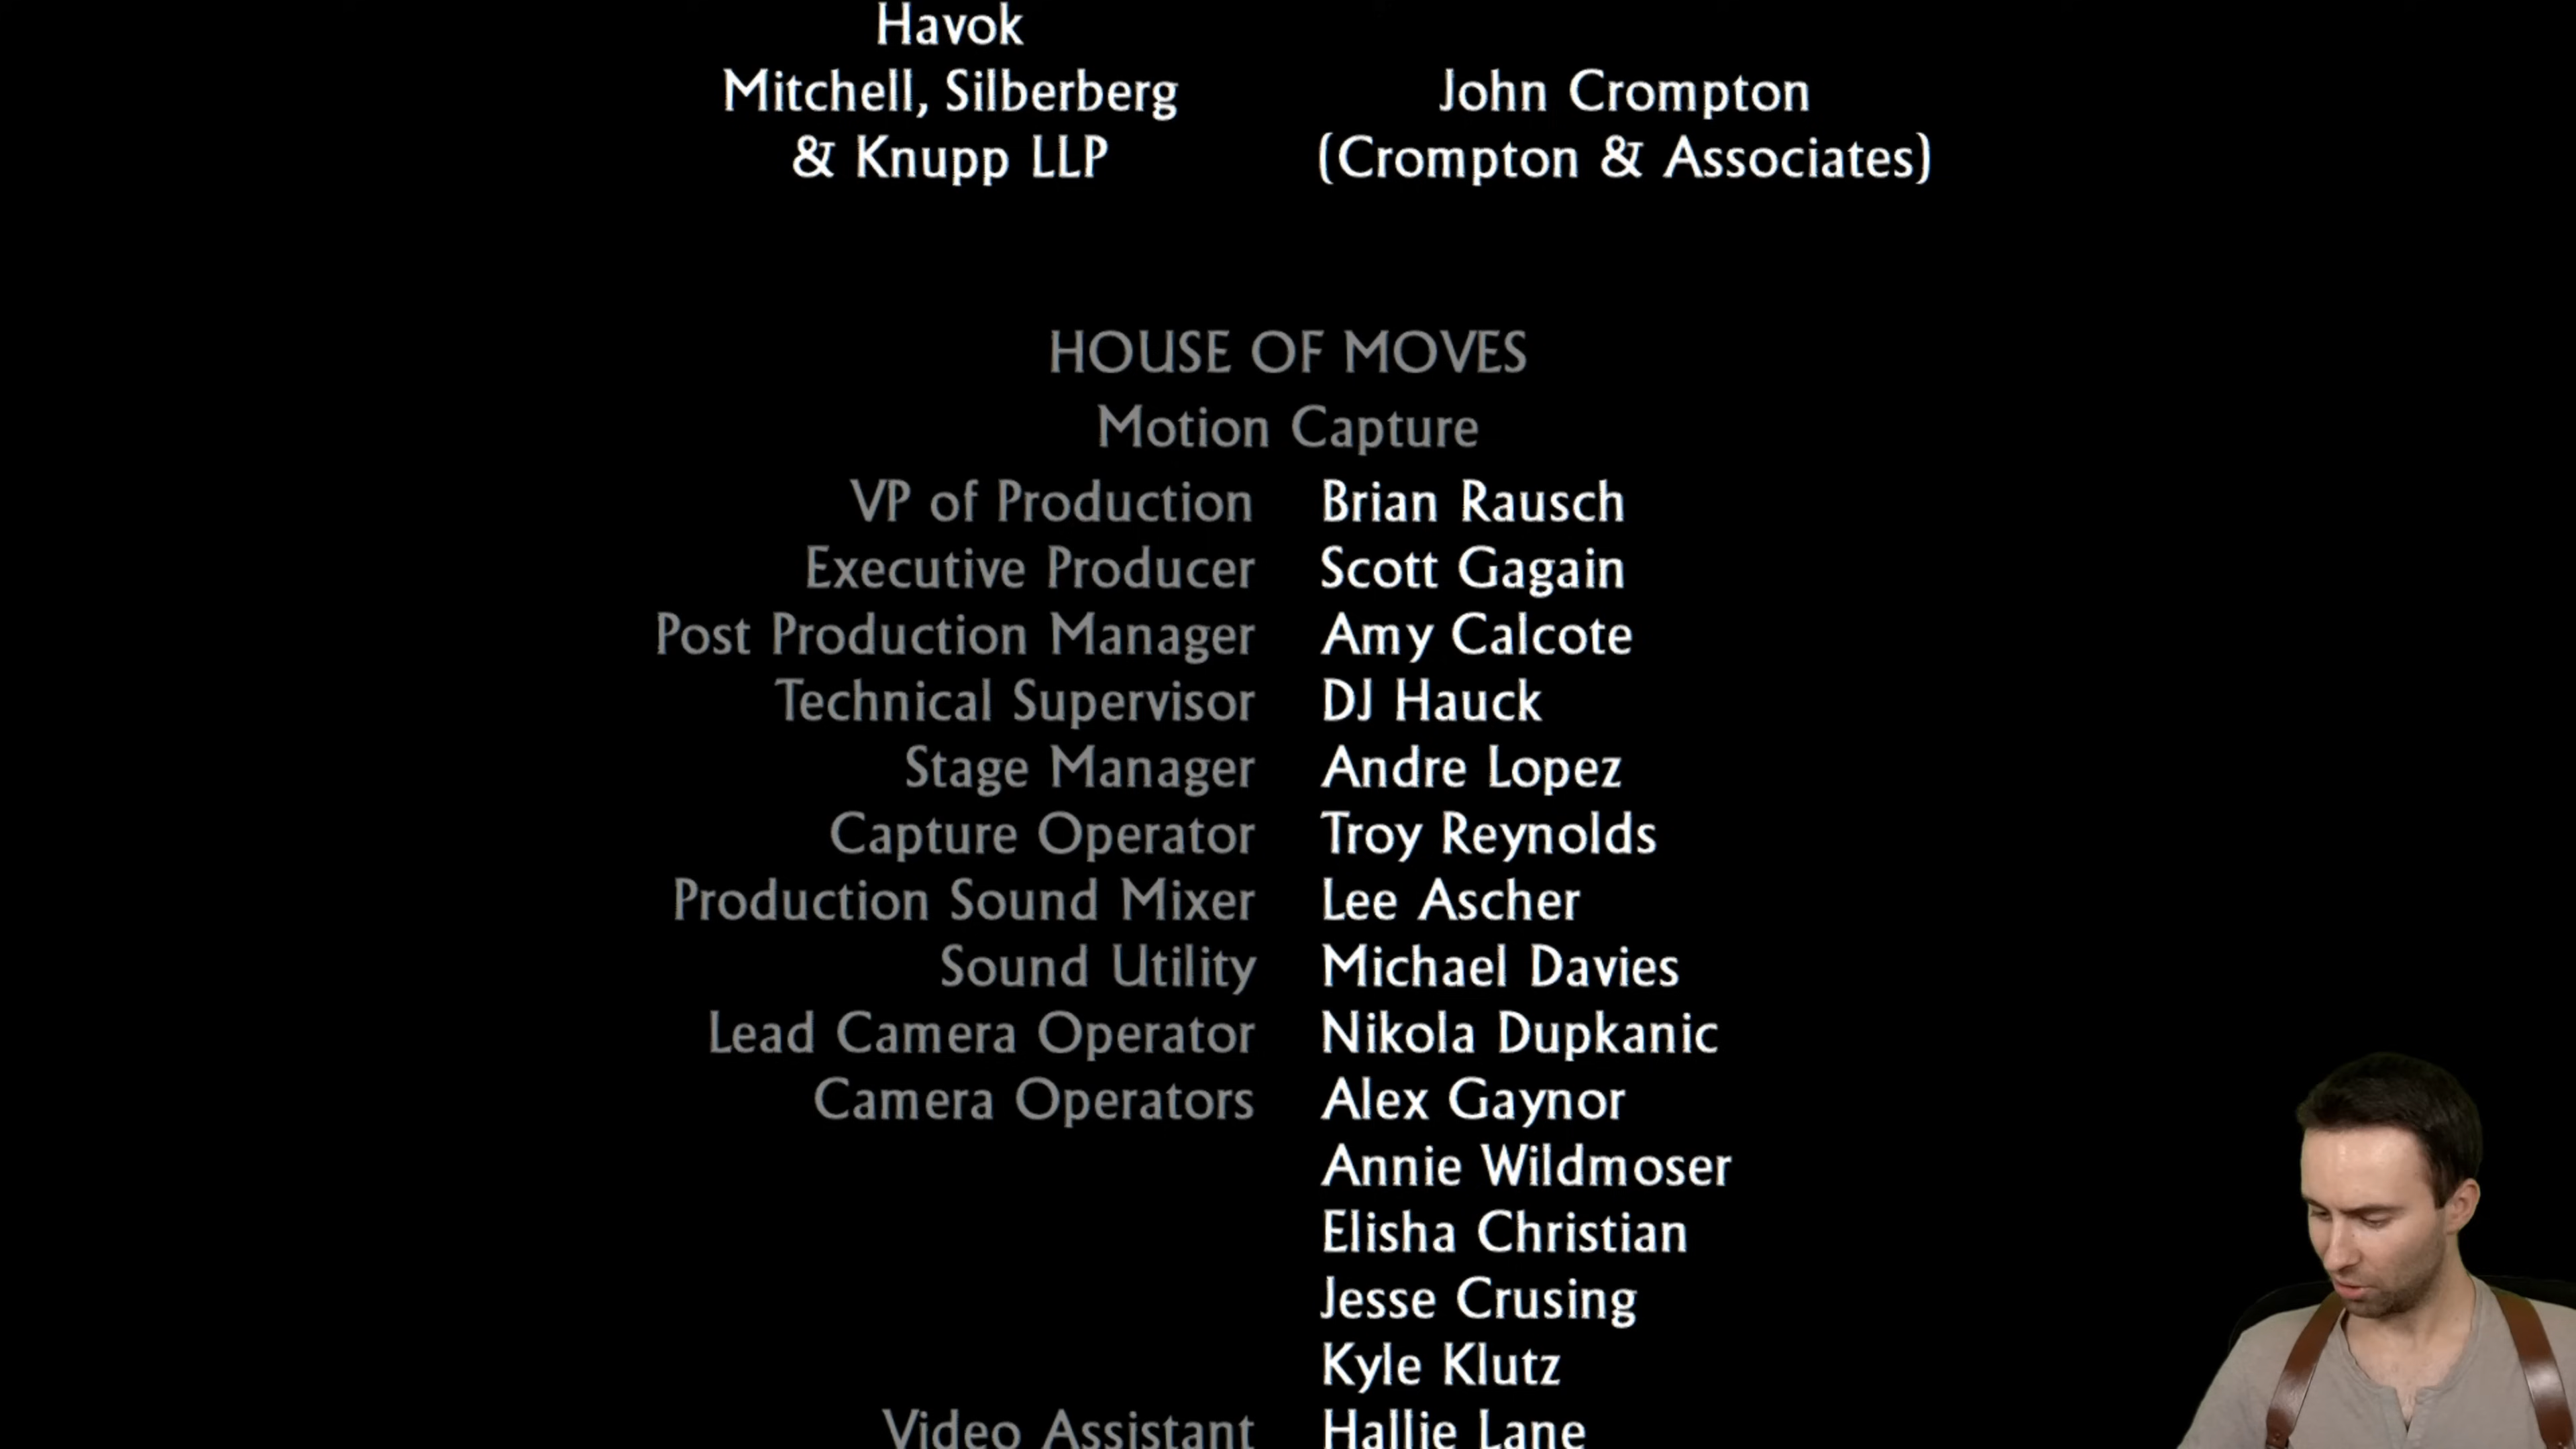 Havok
Mitchell, Silberberg
& Knupp LLP
John Crompton
(Crompton & Associates)
HOUSE OF MOVES
Motion Capture
VP of Production Brian Rausch
Executive Producer Scott Gagain
Post Production Manager Amy Calcote
Technical Supervisor DJ Hauck
Stage Manager Andre Lopez
Capture Operator Troy Reynolds
Production Sound Mixer Lee Ascher
Sound Utility Michael Davies
Lead Camera Operator Nikola Dupkanic
Camera Operators Alex Gaynor
Annie Wildmoser
Elisha Christian
Jesse Crusing
Kyle Klutz
Video Assistant Hallie Lane